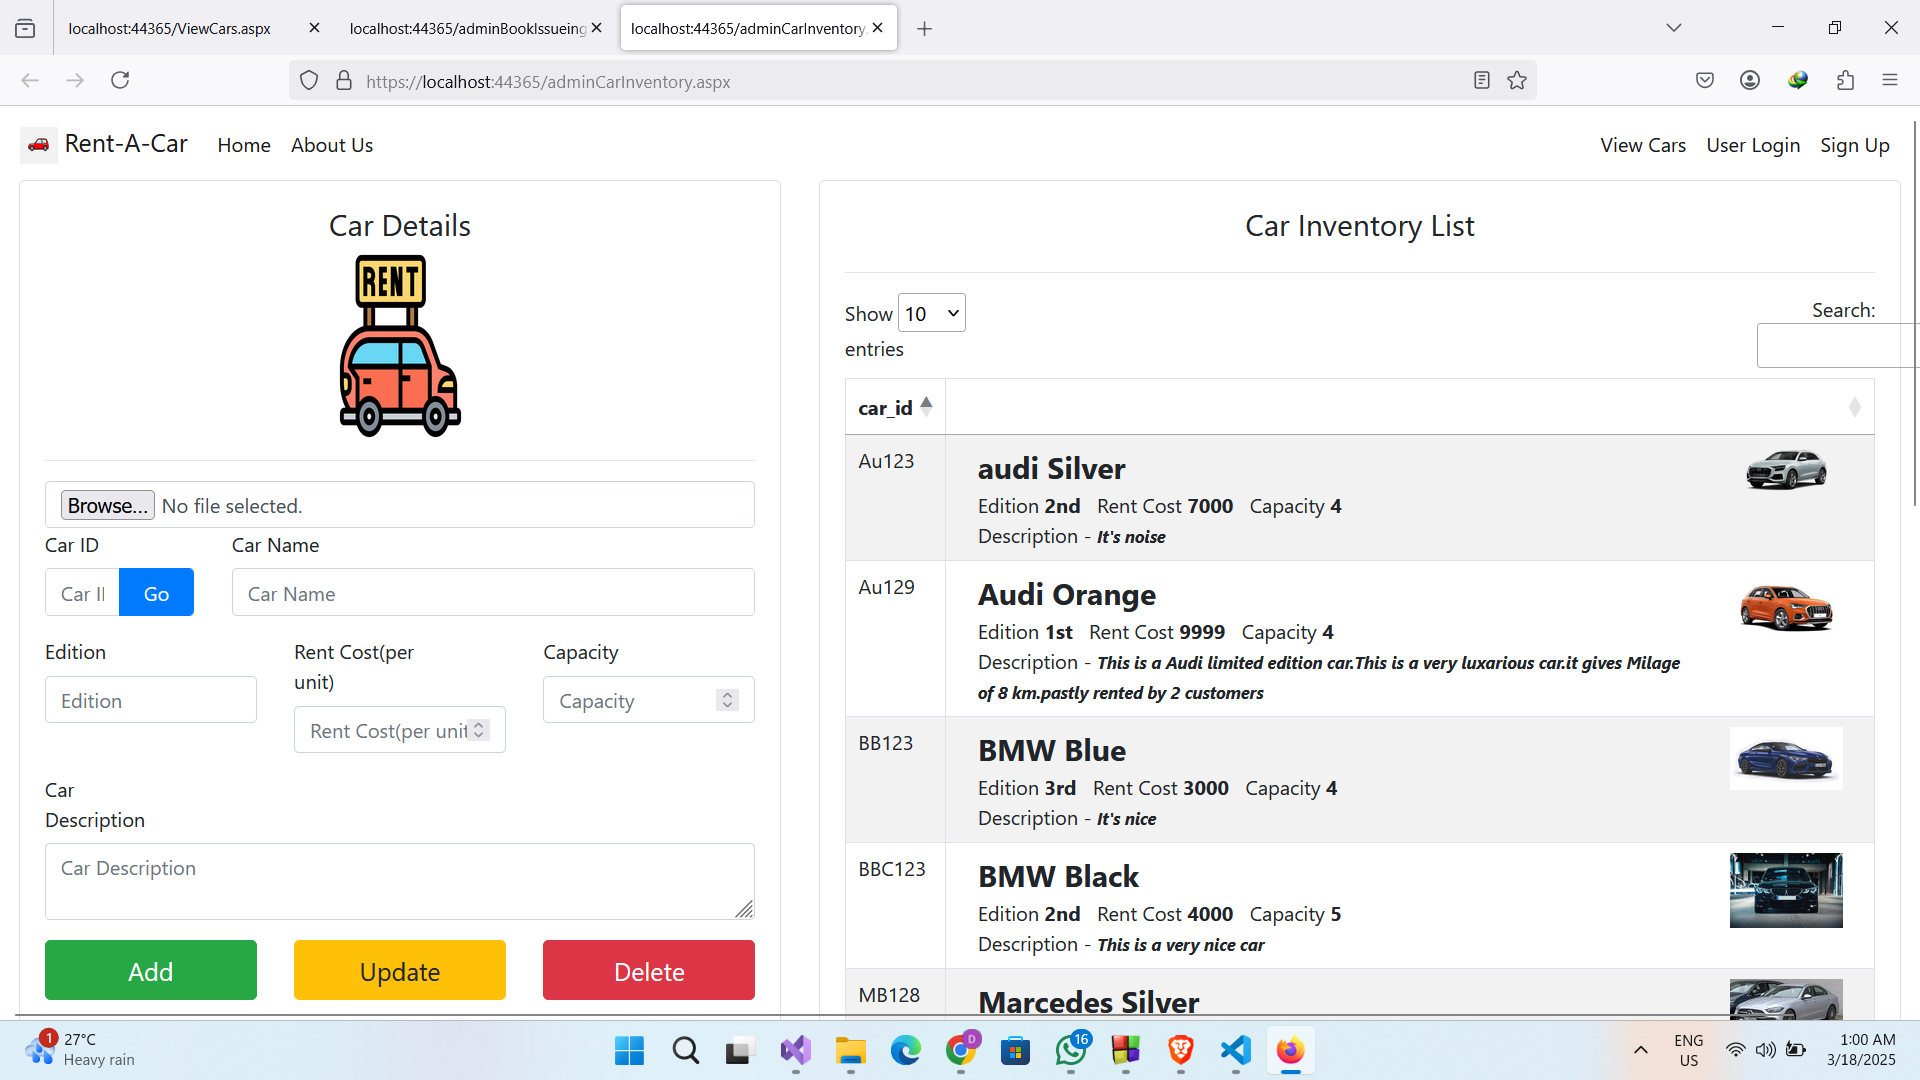 localhost:44365/ViewCars.aspx
localhost:44365/adminBookIssueing
localhost:44365/adminCarInventory.
https://localhost:44365/adminCarInventory.aspx
Rent-A-Car Home About Us View Cars User Login Sign Up
Car Details
RENT
Browse... No file selected.
Car ID Car Name
Car II Go Car Name
Edition Rent Cost(per unit) Capacity
Edition Rent Cost(per unit Capacity
Car
Description
Car Description
Add Update Delete
Car Inventory List
Show 10 entries
Search:
car_id
Au123
audi Silver
Edition 2nd Rent Cost 7000 Capacity 4
Description - It's noise
Au129
Audi Orange
Edition 1st Rent Cost 9999 Capacity 4
Description - This is a Audi limited edition car.This is a very luxarious car.it gives Milage
of 8 km.pastly rented by 2 customers
BB123
BMW Blue
Edition 3rd Rent Cost 3000 Capacity 4
Description - It's nice
BBC123
BMW Black
Edition 2nd Rent Cost 4000 Capacity 5
Description - This is a very nice car
MB128
Marcedes Silver
1
27°C
Heavy rain
D
16
ENG
US
1:00 AM
3/18/2025